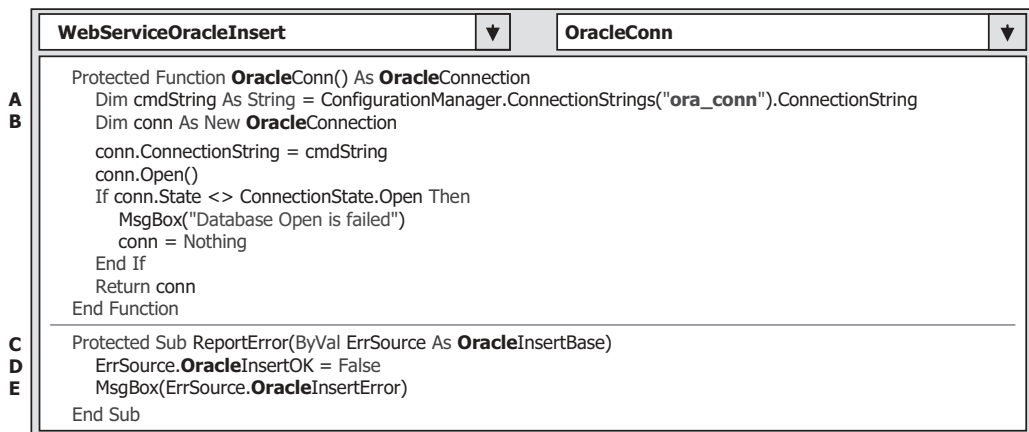 WebServiceOracleInsert OracleConn
Protected Function OracleConn() As OracleConnection
A Dim cmdString As String = ConfigurationManager.ConnectionStrings("ora_conn").ConnectionString
B Dim conn As New OracleConnection
conn.ConnectionString = cmdString
conn.Open()
If conn.State <> ConnectionState.Open Then
MsgBox("Database Open is failed")
conn = Nothing
End If
Return conn
End Function
C Protected Sub ReportError(ByVal ErrSource As OracleInsertBase)
D ErrSource.OracleInsertOK = False
E MsgBox(ErrSource.OracleInsertError)
End Sub